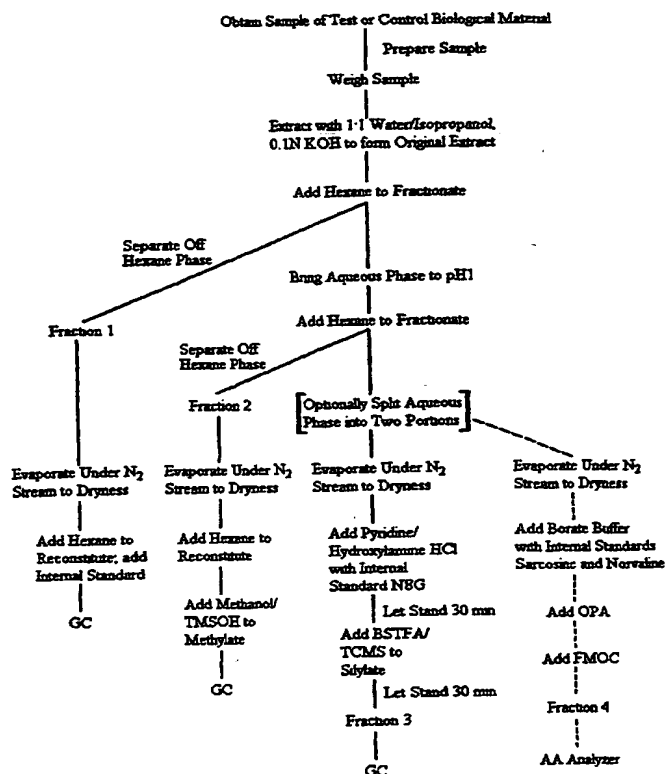 Obtain Sample of Test or Control Biological Material
Prepare Sample
Weigh Sample
Extract with 1:1 Water/Isopropanol,
0.1N KOH to form Original Extract
Add Hexane to Fractionate
Separate Off
Hexane Phase
Bring Aqueous Phase to pH1
Fraction 1
Add Hexane to Fractionate
Separate Off
Hexane Phase
Fraction 2
[Optionally Split Aqueous
Phase into Two Portions]
Evaporate Under N2
Stream to Dryness
Add Hexane to
Reconstitute; add
Internal Standard
GC
Evaporate Under N2
Stream to Dryness
Add Hexane to
Reconstitute
Add Methanol/
TMSOH to
Methylate
GC
Evaporate Under N2
Stream to Dryness
Add Pyridine/
Hydroxylamine HCl
with Internal
Standard N8G
Let Stand 30 min
Add BSTFA/
TCMS to
Silylate
Let Stand 30 min
Fraction 3
GC
Evaporate Under N2
Stream to Dryness
Add Borate Buffer
with Internal Standards
Sarcosine and Norvaline
Add OPA
Add FMOC
Fraction 4
AA Analyzer